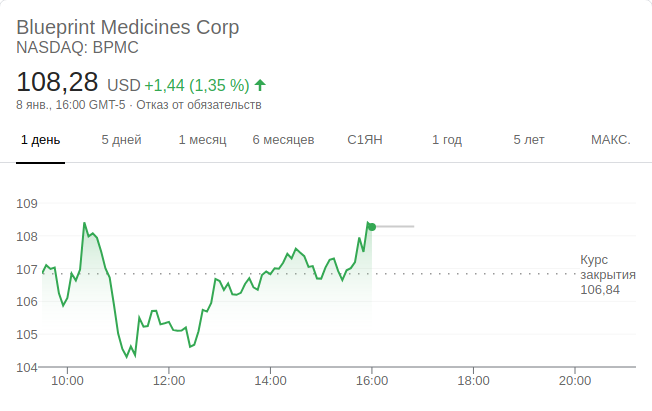 Blueprint Medicines Corp
NASDAQ: BPMC
108,28 USD +1,44 (1,35 %)
8 янв., 16:00 GMT-5 · Отказ от обязательств
1 день 5 дней 1 месяц 6 месяцев С1ЯН 1 год 5 лет МАКС.
109
108
107
106
105
104
Курс
закрытия
106,84
10:00 12:00 14:00 16:00 18:00 20:00